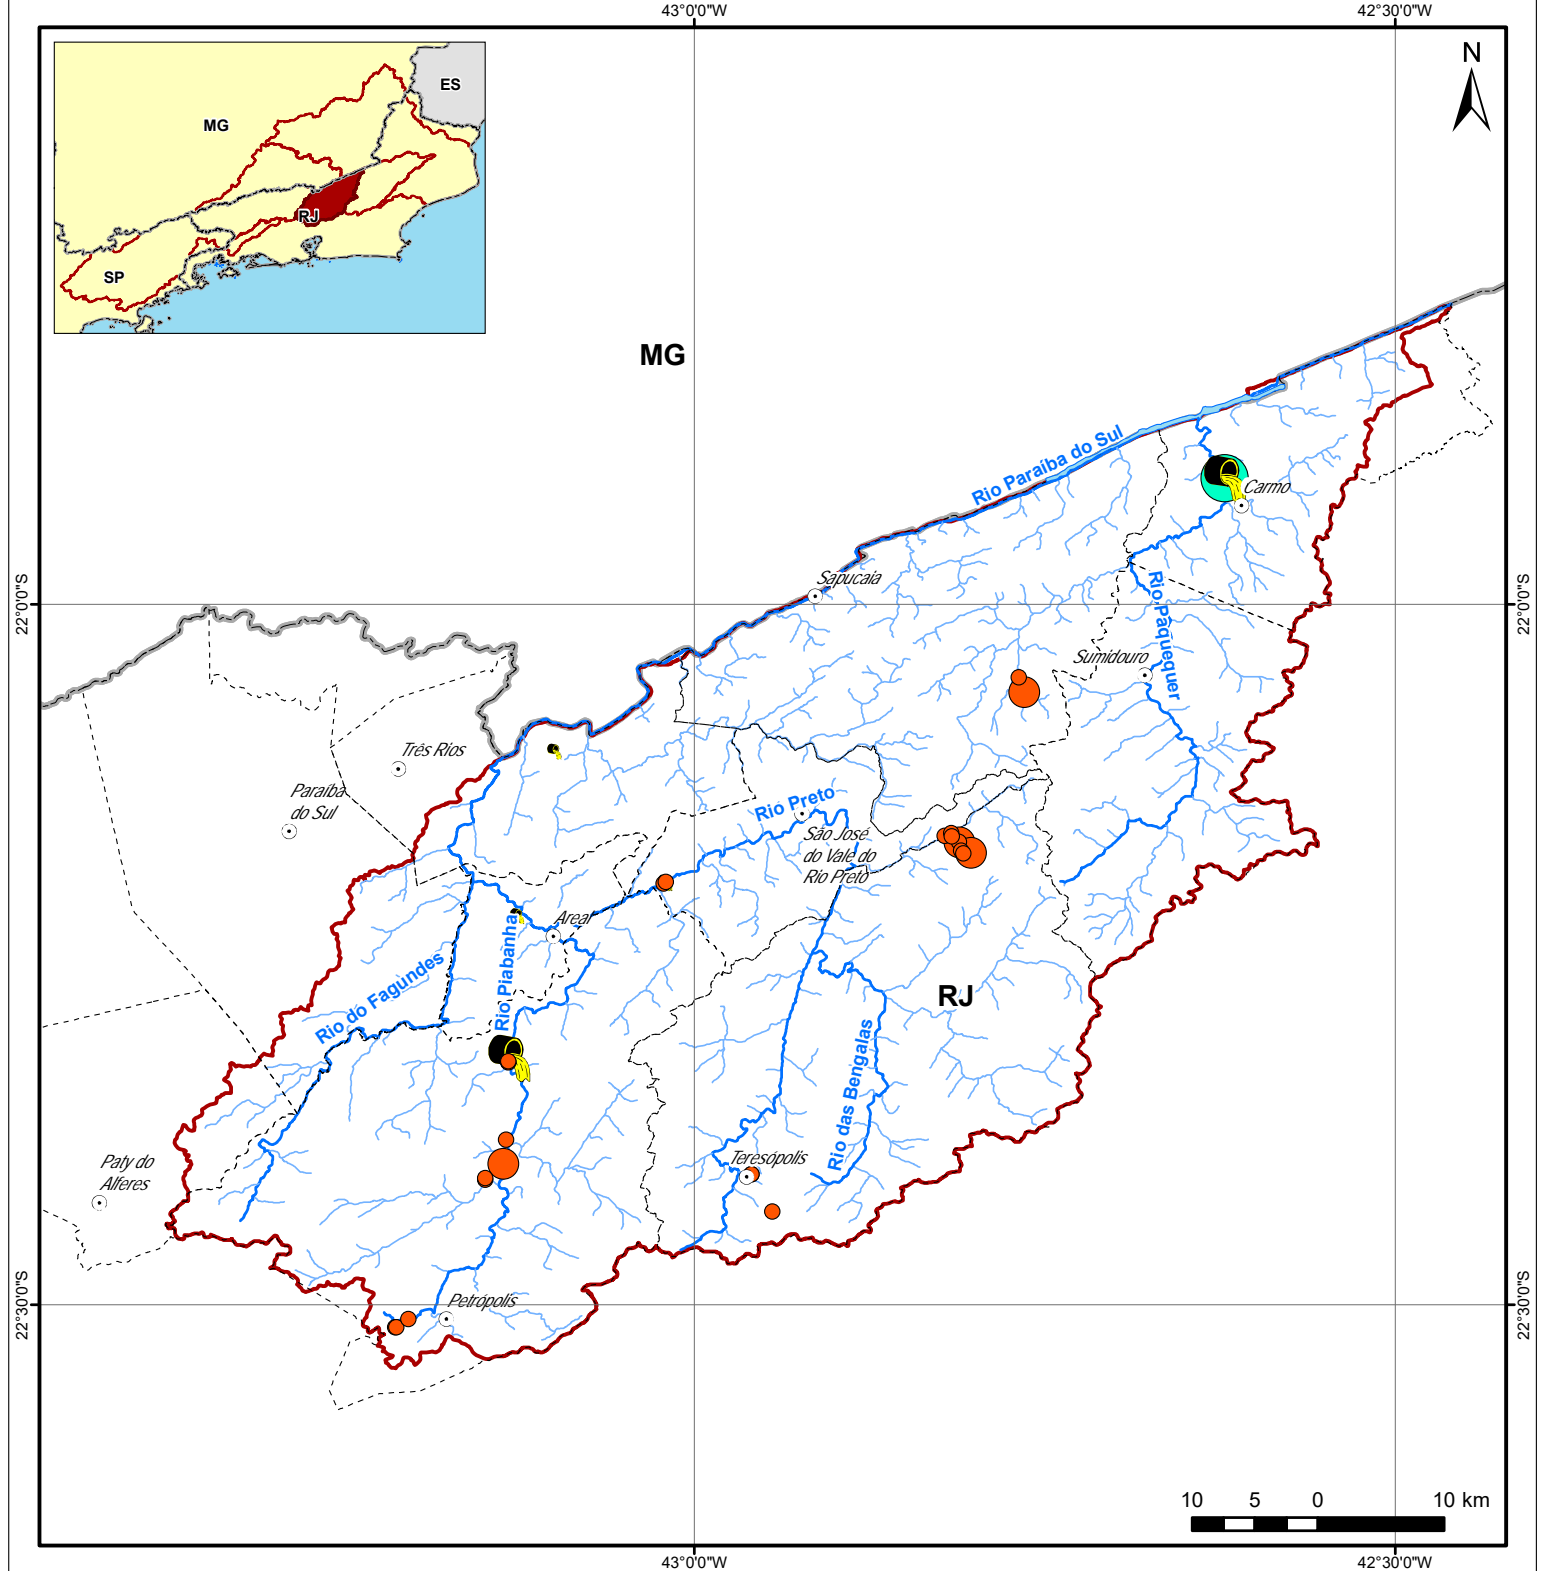 43°0'0"W
42°30'0"W
N
ES
MG
RJ
SP
MG
Rio Paraíba do Sul
Carmo
22°0'0"S
22°0'0"S
Sapucaia
Rio Paquequer
Sumidouro
Três Rios
Paraíba
do Sul
Rio Preto
São José
do Vale do
Rio Preto
Areal
Rio Piabanha
Rio do Fagundes
RJ
Rio das Bengalas
Paty do
Alferes
Teresópolis
22°30'0"S
22°30'0"S
Petrópolis
10 5 0 10 km
43°0'0"W
42°30'0"W